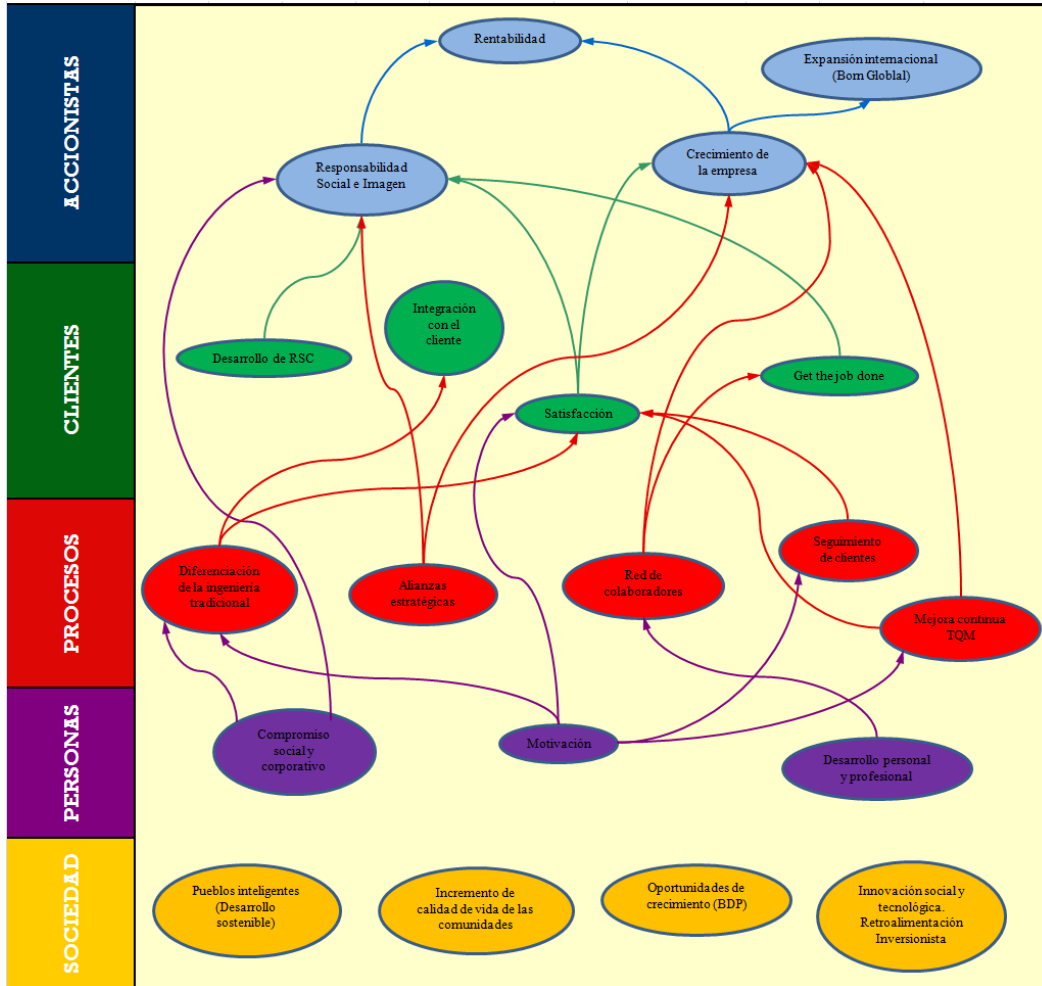 ACCIONISTAS
Rentabilidad
Expansión internacional
(Born Globlal)
Responsabilidad
Social e Imagen
Crecimiento de
la empresa
CLIENTES
Integración
con el
cliente
Desarrollo de RSC
Get the job done
Satisfacción
PROCESOS
Seguimiento
de clientes
Diferenciación
de la ingeniería
tradicional
Alianzas
estratégicas
Red de
colaboradores
Mejora continua
TQM
PERSONAS
Compromiso
social y
corporativo
Motivación
Desarrollo personal
y profesional
SOCIEDAD
Pueblos inteligentes
(Desarrollo
sostenible)
Incremento de
calidad de vida de las
comunidades
Oportunidades de
crecimiento (BDP)
Innovación social y
tecnológica.
Retroalimentación
Inversionista